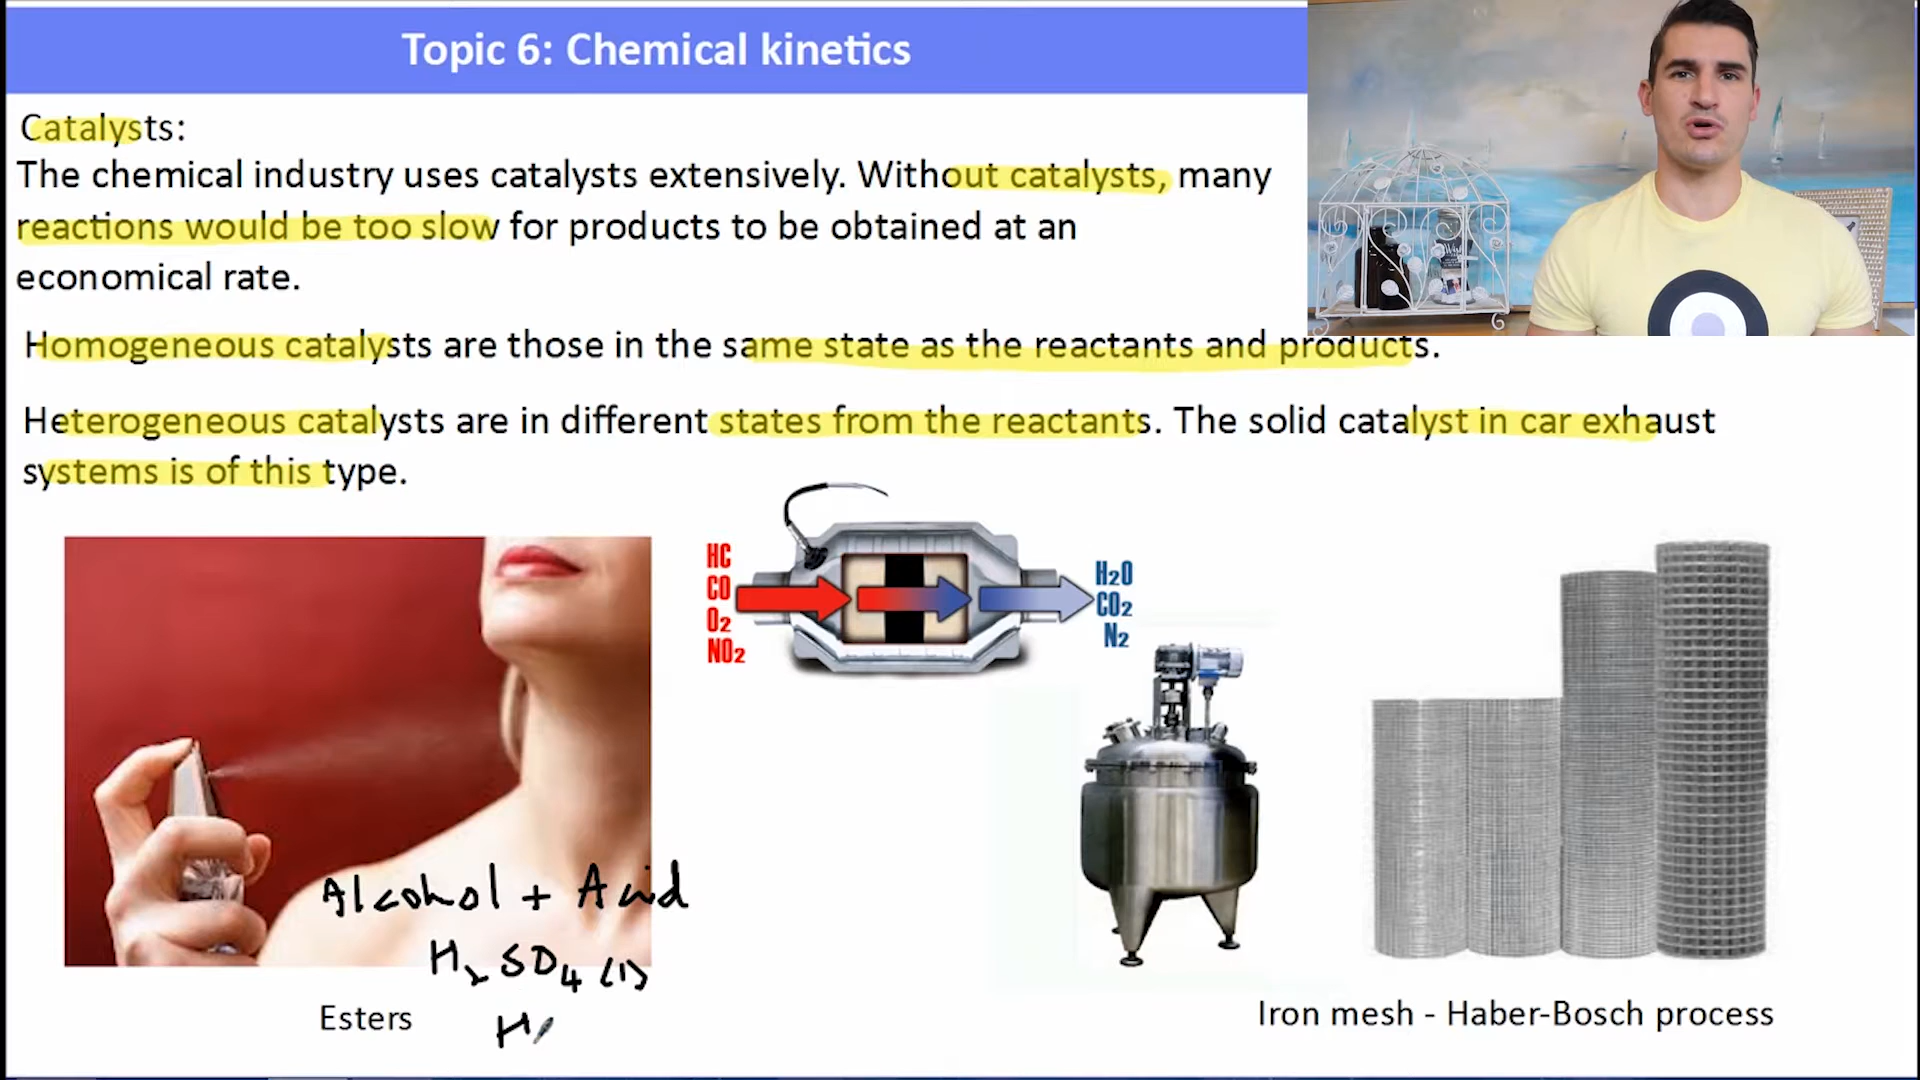 Topic 6: Chemical kinetics
Catalysts:
The chemical industry uses catalysts extensively. Without catalysts, many
reactions would be too slow for products to be obtained at an
economical rate.
Homogeneous catalysts are those in the same state as the reactants and products.
Heterogeneous catalysts are in different states from the reactants. The solid catalyst in car exhaust
systems is of this type.
HC
CO
O2
NO2
H2O
CO2
N2
Alcohol + Acid
H2SO4 (l)
H
Esters
Iron mesh - Haber-Bosch process